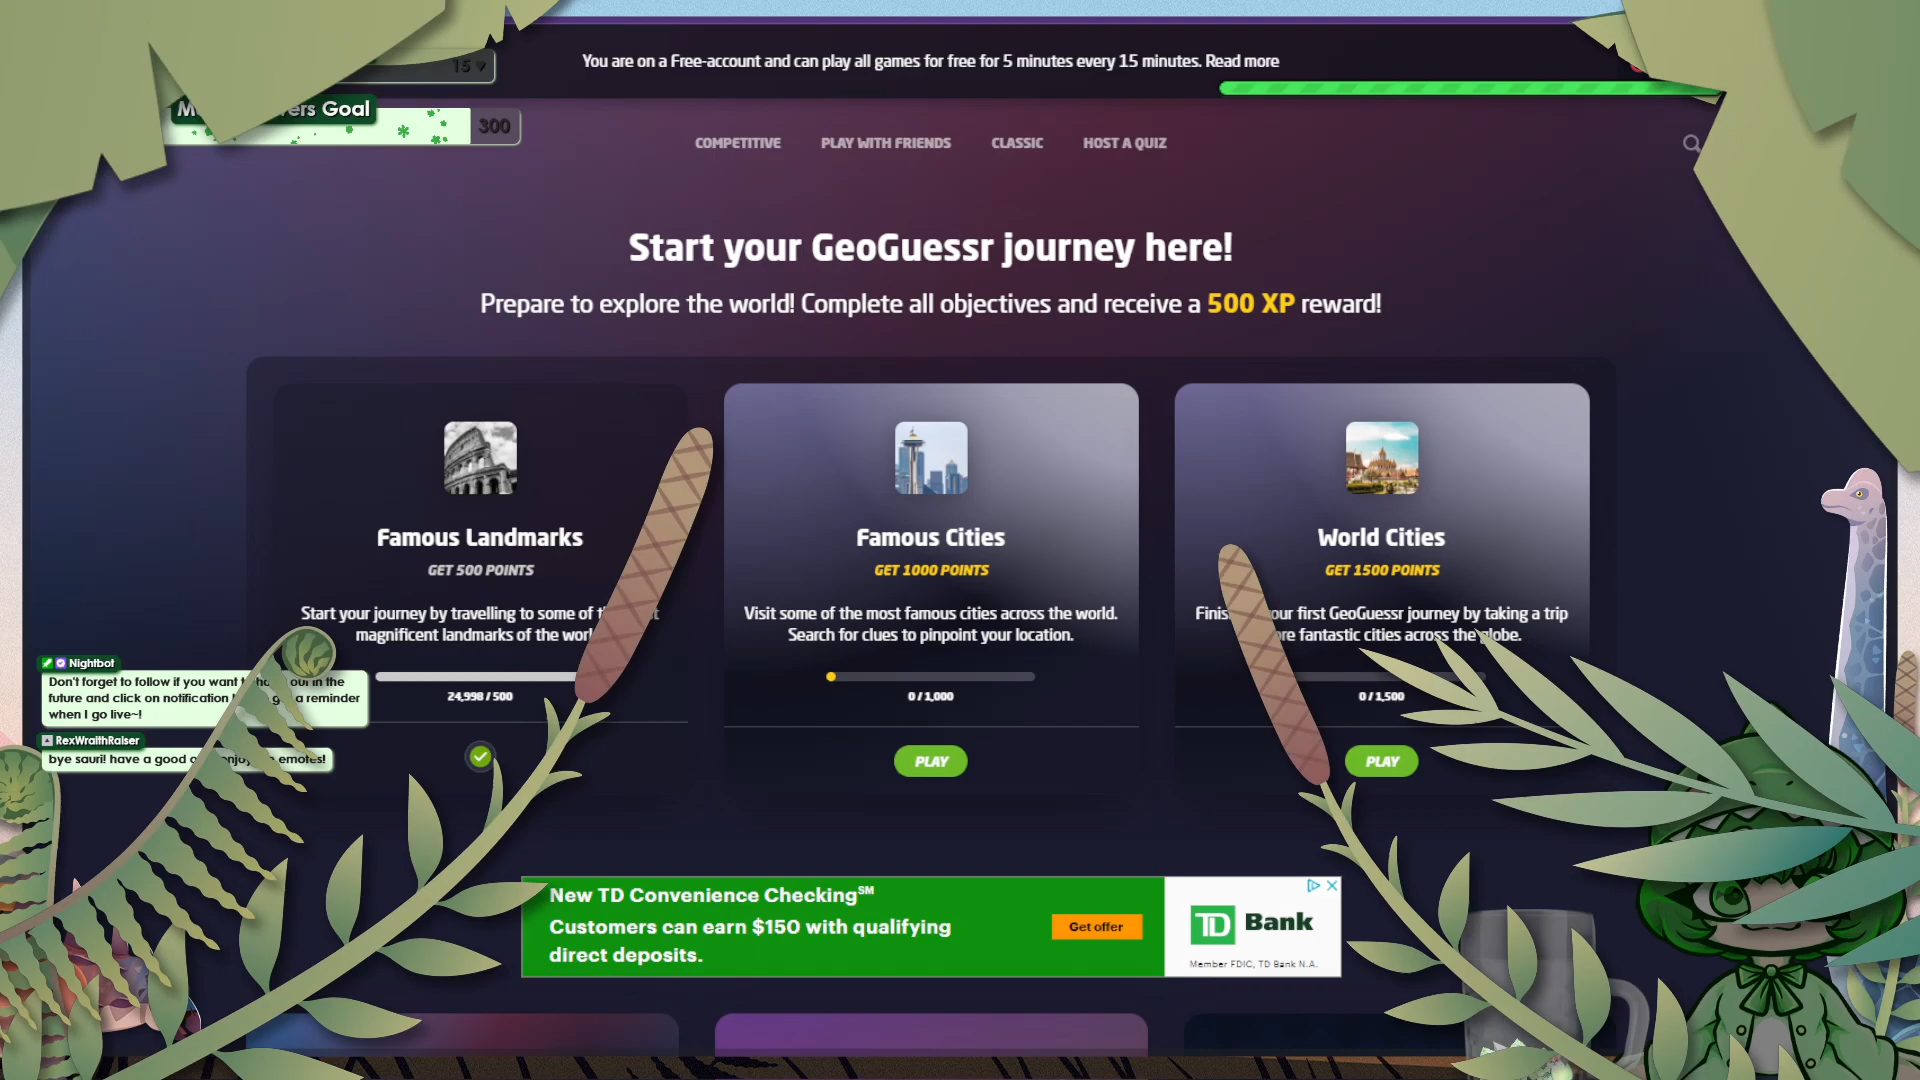 15
You are on a Free-account and can play all games for free for 5 minutes every 15 minutes. Read more
Goal
300
COMPETITIVE
PLAY WITH FRIENDS
CLASSIC
HOST A QUIZ
Start your GeoGuessr journey here!
Prepare to explore the world! Complete all objectives and receive a 500 XP reward!
Famous Landmarks
GET 500 POINTS
Start your journey by travelling to some of
magnificent landmarks of the
24,998 / 500
Famous Cities
GET 1000 POINTS
Visit some of the most famous cities across the world.
Search for clues to pinpoint your location.
0 / 1,000
PLAY
World Cities
GET 1500 POINTS
your first GeoGuessr journey by taking a trip
fantastic cities across the globe.
0 / 1,500
PLAY
Nightbot
Don't forget to follow if you want in the
future and click on notification a reminder
when I go live~!
RexWraithRaiser
bye sauri! have a good emotes!
New TD Convenience Checking℠
Customers can earn $150 with qualifying
direct deposits.
Get offer
TD Bank
Member FDIC, TD Bank N.A.